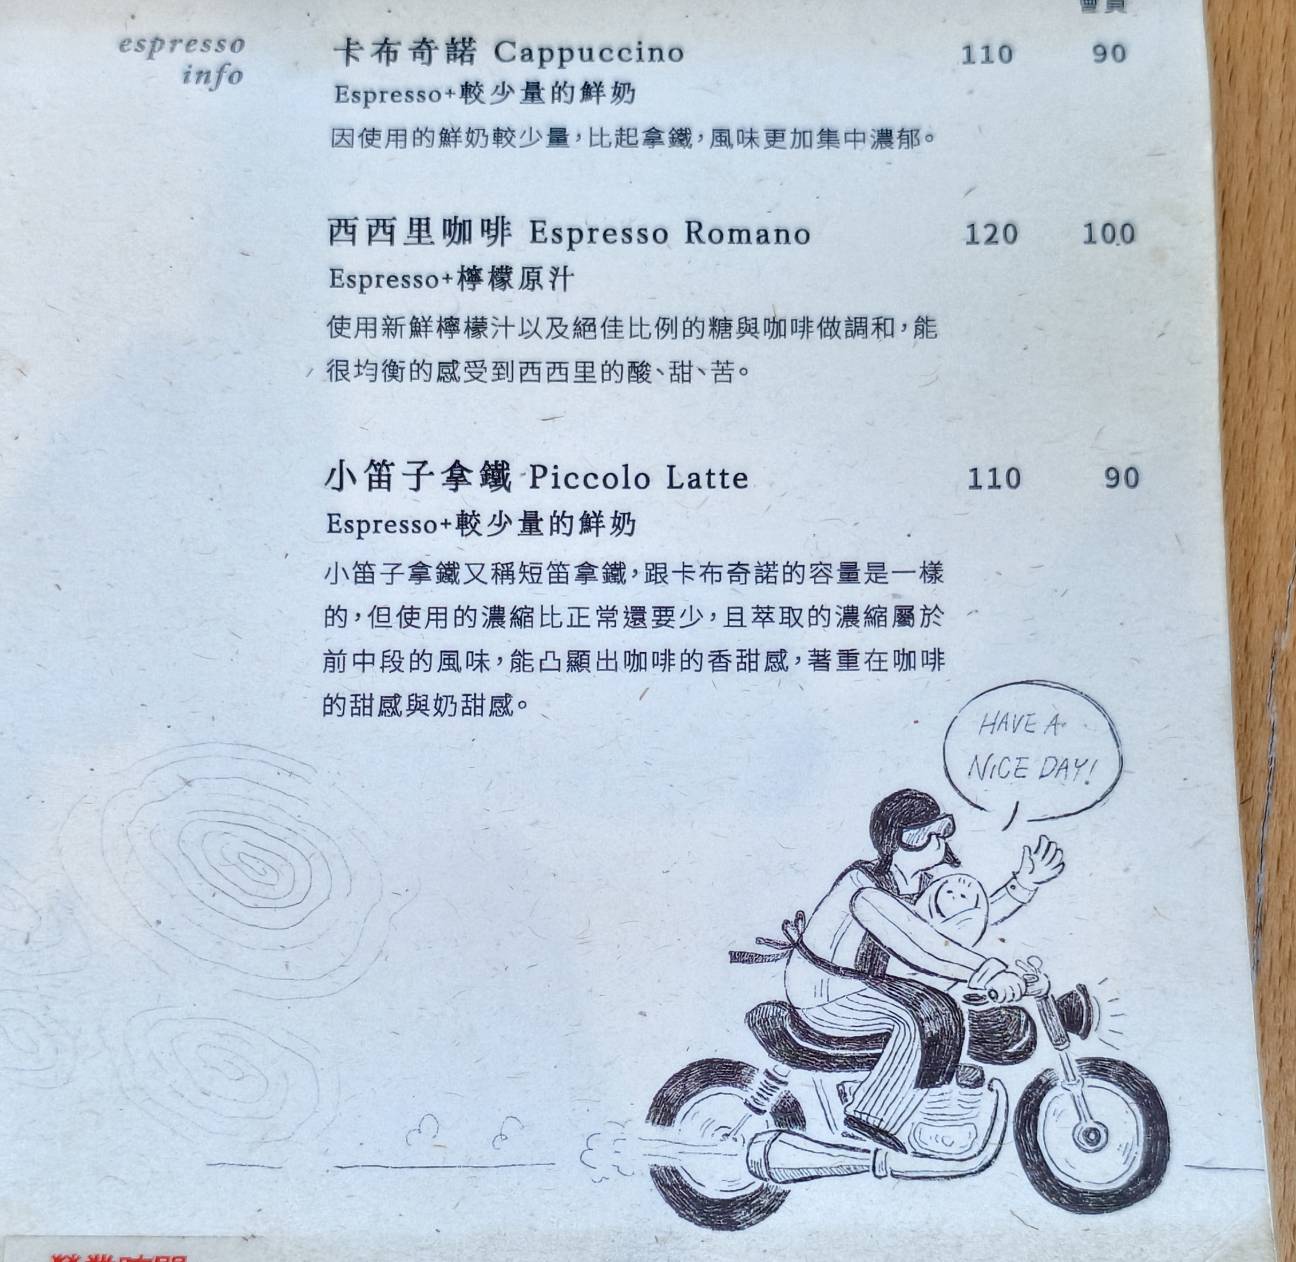 會員
espresso
info
卡布奇諾 Cappuccino 110 90
Espresso+較少量的鮮奶
因使用的鮮奶較少量，比起拿鐵，風味更加集中濃郁。
西西里咖啡 Espresso Romano 120 100
Espresso+檸檬原汁
使用新鮮檸檬汁以及絕佳比例的糖與咖啡做調和，能
很均衡的感受到西西里的酸、甜、苦。
小笛子拿鐵 Piccolo Latte 110 90
Espresso+較少量的鮮奶
小笛子拿鐵又稱短笛拿鐵，跟卡布奇諾的容量是一樣
的，但使用的濃縮比正常還要少，且萃取的濃縮屬於
前中段的風味，能凸顯出咖啡的香甜感，著重在咖啡
的甜感與奶甜感。
HAVE A
NICE DAY!